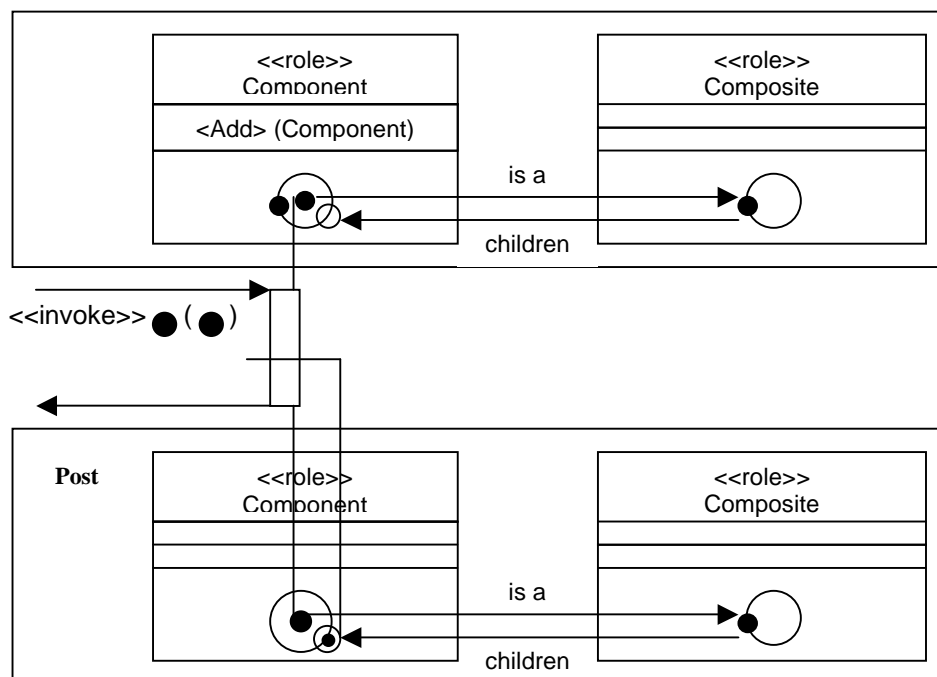 <<role>>
Component
<Add> (Component)
<<role>>
Composite
is a
children
<<invoke>> ( )
Post
<<role>>
Component
<<role>>
Composite
is a
children